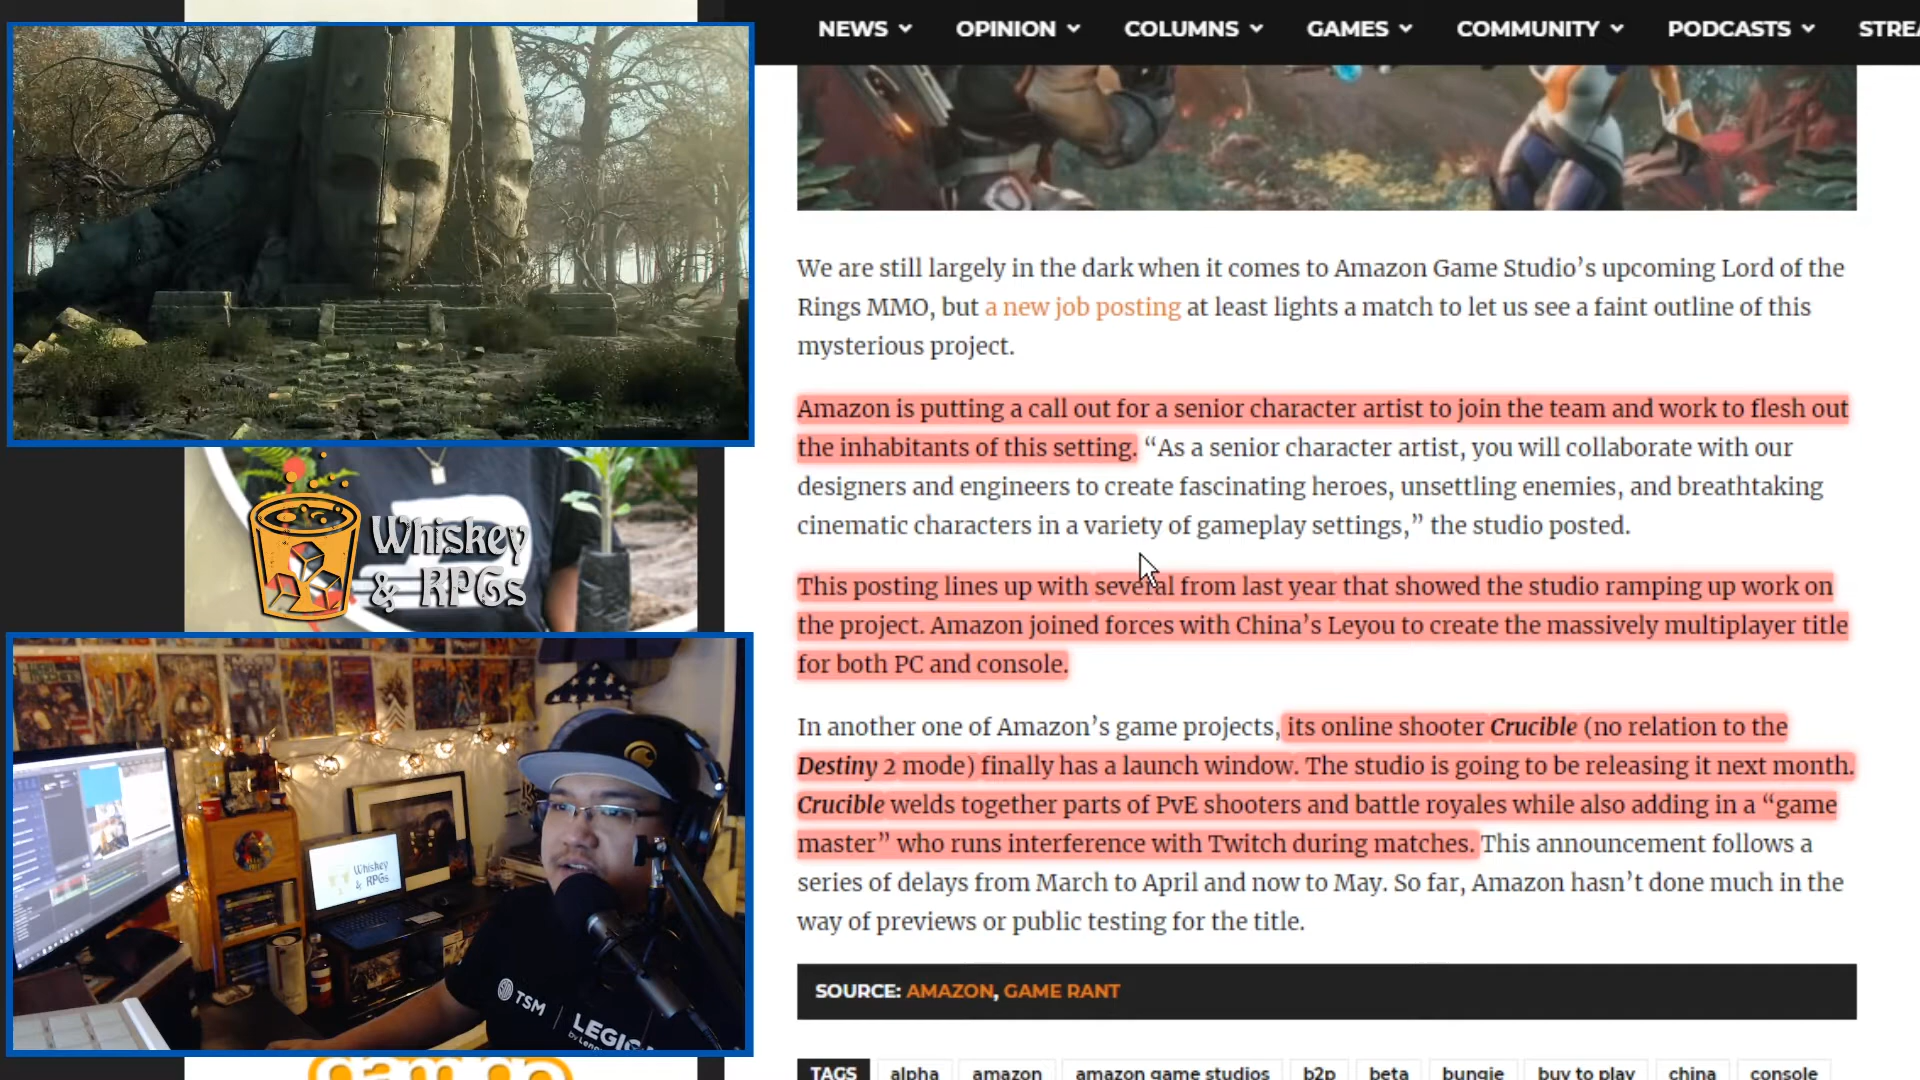 NEWS OPINION COLUMNS GAMES COMMUNITY PODCASTS STREA
We are still largely in the dark when it comes to Amazon Game Studio’s upcoming Lord of the
Rings MMO, but a new job posting at least lights a match to let us see a faint outline of this
mysterious project.
Amazon is putting a call out for a senior character artist to join the team and work to flesh out
the inhabitants of this setting. “As a senior character artist, you will collaborate with our
designers and engineers to create fascinating heroes, unsettling enemies, and breathtaking
cinematic characters in a variety of gameplay settings,” the studio posted.
This posting lines up with several from last year that showed the studio ramping up work on
the project. Amazon joined forces with China’s Leyou to create the massively multiplayer title
for both PC and console.
In another one of Amazon’s game projects, its online shooter Crucible (no relation to the
Destiny 2 mode) finally has a launch window. The studio is going to be releasing it next month.
Crucible welds together parts of PvE shooters and battle royales while also adding in a “game
master” who runs interference with Twitch during matches. This announcement follows a
series of delays from March to April and now to May. So far, Amazon hasn’t done much in the
way of previews or public testing for the title.
SOURCE: AMAZON, GAME RANT
TAGS alpha amazon amazon game studios b2p beta bungie buy to play china console
Whiskey
& RPGs
Whiskey
& RPGs
TSM
LEGIO